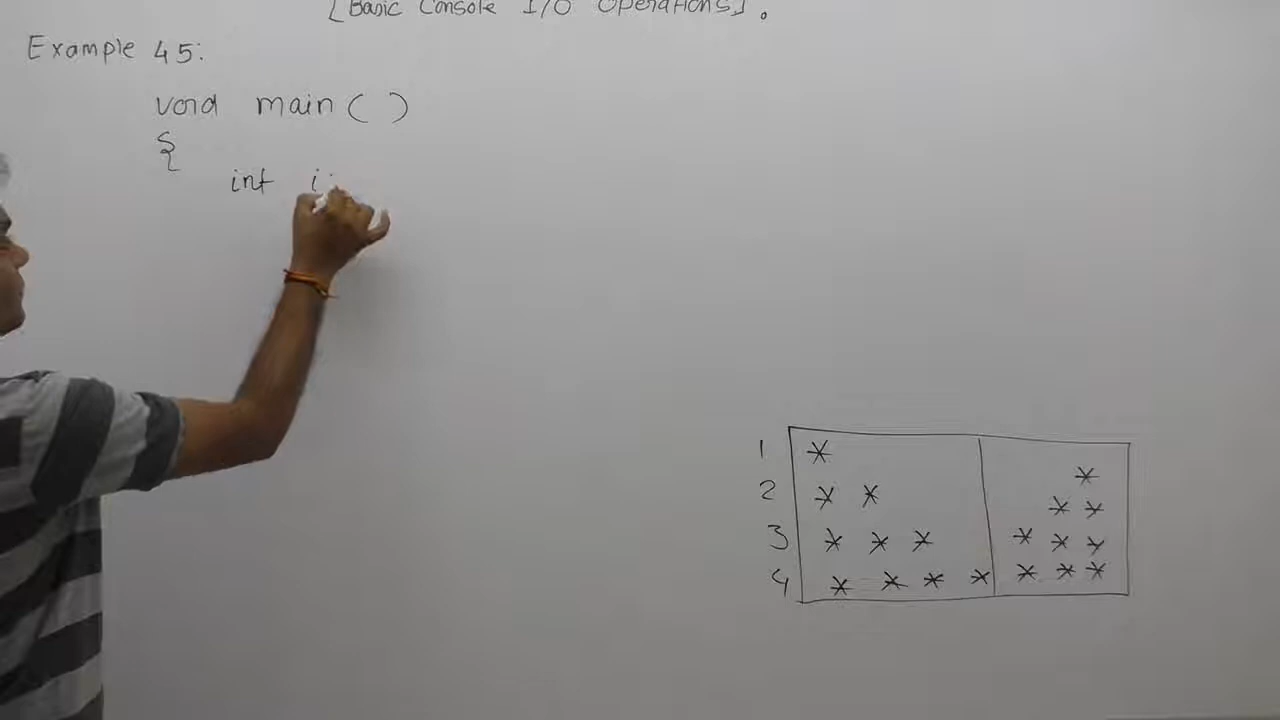 [Basic Console I/O Operations].
Example 45:
void main( )
{
int i
1 *
2 * *
3 * * *
4 * * * *
*
* *
* * *
* * *